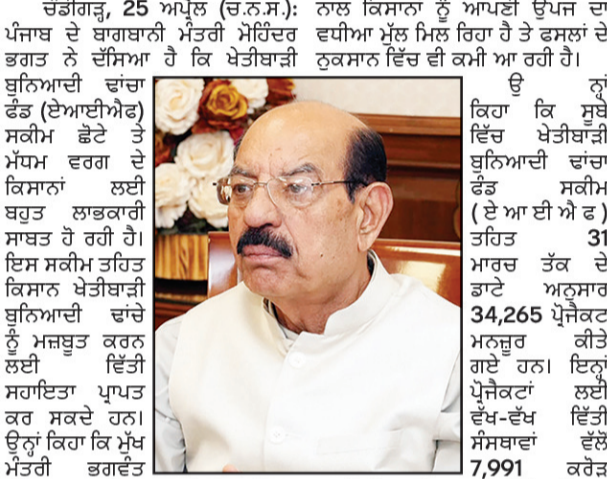 ਚੰਡੀਗੜ੍ਹ, 25 ਅਪ੍ਰੈਲ (ਚ.ਨ.ਸ.):
ਪੰਜਾਬ ਦੇ ਬਾਗਬਾਨੀ ਮੰਤਰੀ ਮੋਹਿੰਦਰ
ਭਗਤ ਨੇ ਦੱਸਿਆ ਹੈ ਕਿ ਖੇਤੀਬਾੜੀ
ਬੁਨਿਆਦੀ ਢਾਂਚਾ
ਫੰਡ (ਏਆਈਐਫ)
ਸਕੀਮ ਛੋਟੇ ਤੇ
ਮੱਧਮ ਵਰਗ ਦੇ
ਕਿਸਾਨਾਂ ਲਈ
ਬਹੁਤ ਲਾਭਕਾਰੀ
ਸਾਬਤ ਹੋ ਰਹੀ ਹੈ।
ਇਸ ਸਕੀਮ ਤਹਿਤ
ਕਿਸਾਨ ਖੇਤੀਬਾੜੀ
ਬੁਨਿਆਦੀ ਢਾਂਚੇ
ਨੂੰ ਮਜ਼ਬੂਤ ਕਰਨ
ਲਈ ਵਿੱਤੀ
ਸਹਾਇਤਾ ਪ੍ਰਾਪਤ
ਕਰ ਸਕਦੇ ਹਨ।
ਉਨ੍ਹਾਂ ਕਿਹਾ ਕਿ ਮੁੱਖ
ਮੰਤਰੀ ਭਗਵੰਤ
ਨਾਲ ਕਿਸਾਨਾਂ ਨੂੰ ਆਪਣੀ ਉਪਜ ਦਾ
ਵਧੀਆ ਮੁੱਲ ਮਿਲ ਰਿਹਾ ਹੈ ਤੇ ਫਸਲਾਂ ਦੇ
ਨੁਕਸਾਨ ਵਿੱਚ ਵੀ ਕਮੀ ਆ ਰਹੀ ਹੈ।
ਉ ਨ੍ਹਾਂ
ਕਿਹਾ ਕਿ ਸੂਬੇ
ਵਿੱਚ ਖੇਤੀਬਾੜੀ
ਬੁਨਿਆਦੀ ਢਾਂਚਾ
ਫੰਡ ਸਕੀਮ
( ਏ ਆ ਈ ਐ ਫ )
ਤਹਿਤ 31
ਮਾਰਚ ਤੱਕ ਦੇ
ਡਾਟੇ ਅਨੁਸਾਰ
34,265 ਪ੍ਰੋਜੈਕਟ
ਮਨਜ਼ੂਰ ਕੀਤੇ
ਗਏ ਹਨ। ਇਨ੍ਹਾਂ
ਪ੍ਰੋਜੈਕਟਾਂ ਲਈ
ਵੱਖ-ਵੱਖ ਵਿੱਤੀ
ਸੰਸਥਾਵਾਂ ਵੱਲੋਂ
7,991 ਕਰੋੜ